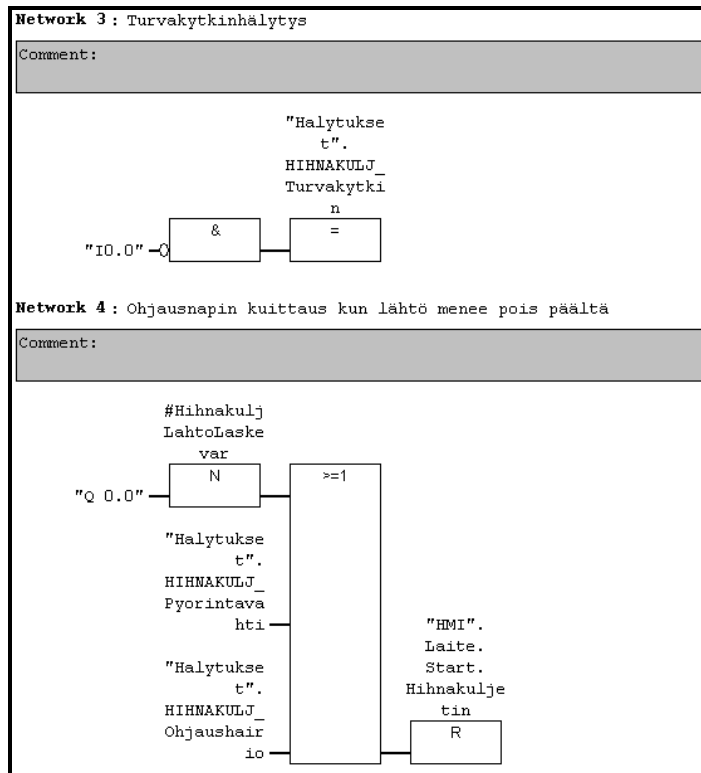 Network 3 : Turvakytkinhälytys
Comment:
"Halytukse
t".
HIHNAKULJ_
Turvakytki
n
"I0.0"
&
=
Network 4 : Ohjausnapin kuittaus kun lähtö menee pois päältä
Comment:
#Hihnakulj
LahtoLaske
var
"Q 0.0"
N
>=1
"Halytukse
t".
HIHNAKULJ_
Pyorintava
hti
"Halytukse
t".
HIHNAKULJ_
Ohjaushair
io
"HMI".
Laite.
Start.
Hihnakulje
tin
R